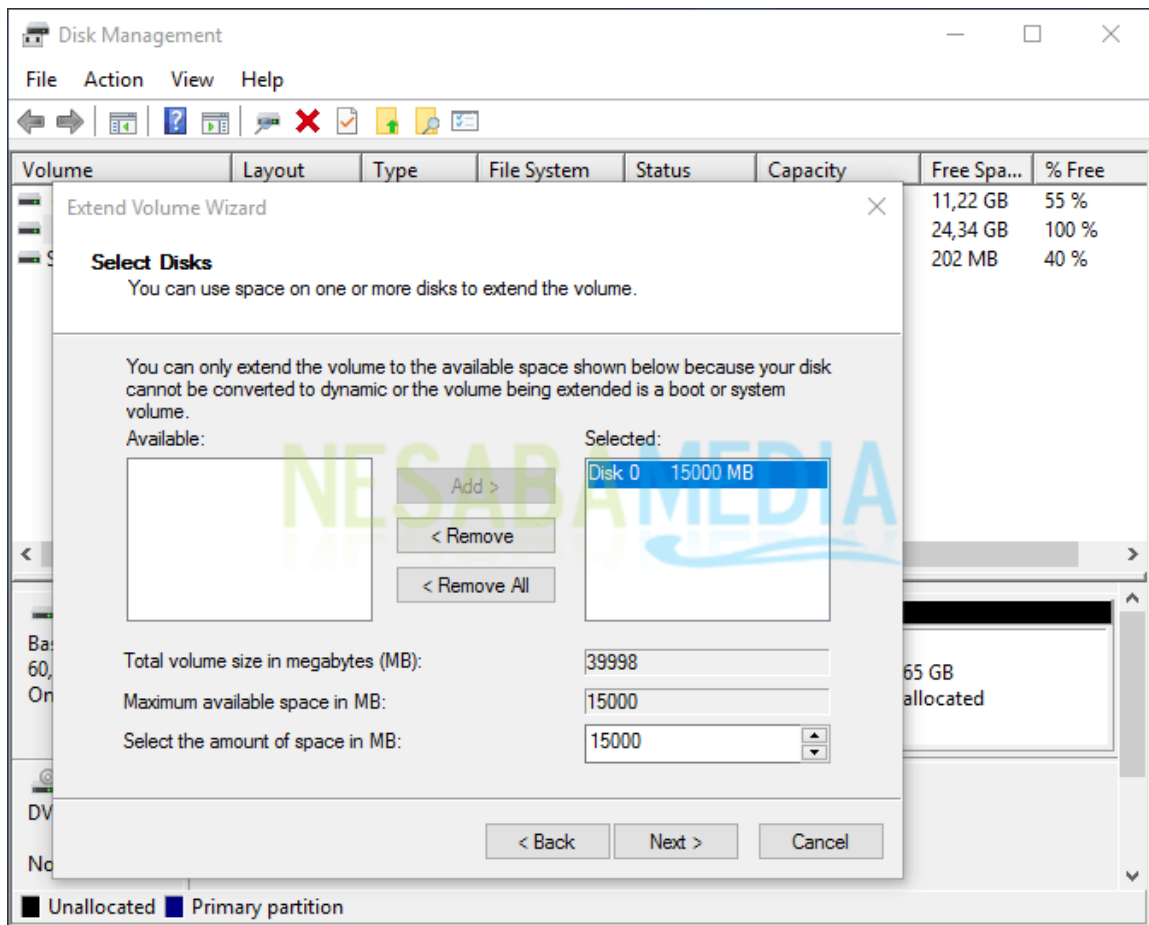 Disk Management
File Action View Help
Volume Layout Type File System Status Capacity Free Spa... % Free
11,22 GB 55 %
24,34 GB 100 %
S 202 MB 40 %
Extend Volume Wizard
Select Disks
You can use space on one or more disks to extend the volume.
You can only extend the volume to the available space shown below because your disk
cannot be converted to dynamic or the volume being extended is a boot or system
volume.
Available: Selected:
Disk 0 15000 MB
Add >
< Remove
< Remove All
NESABAMEDIA
Total volume size in megabytes (MB): 39998
Maximum available space in MB: 15000
Select the amount of space in MB: 15000
< Back Next > Cancel
Bas
60,
On
65 GB
allocated
DV
No
Unallocated Primary partition